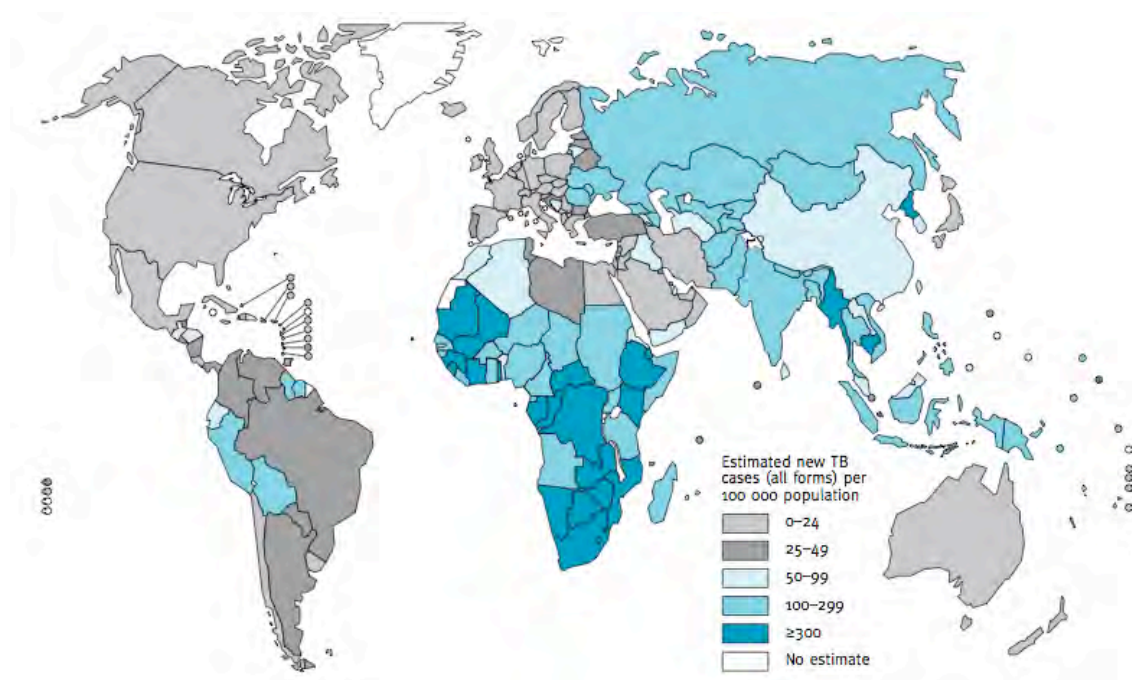 Estimated new TB
cases (all forms) per
100 000 population
0–24
25–49
50–99
100–299
≥300
No estimate